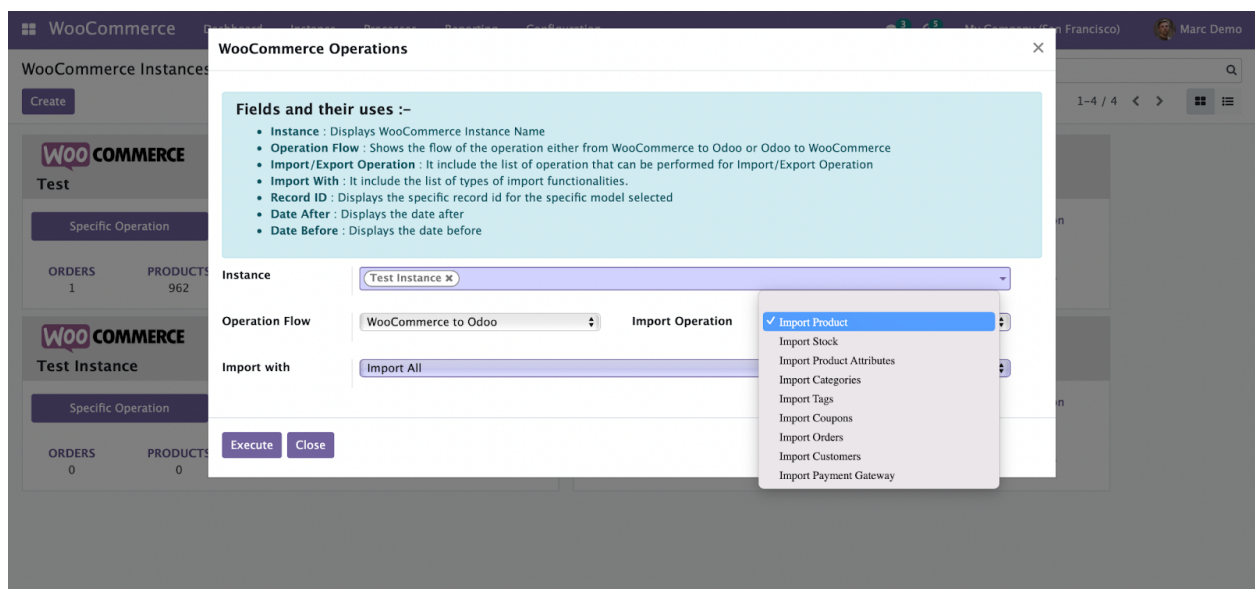 WooCommerce
3
5
My Company (San Francisco)
Marc Demo
WooCommerce Operations
×
WooCommerce Instances
Create
1-4 / 4
Fields and their uses :-
Instance : Displays WooCommerce Instance Name
Operation Flow : Shows the flow of the operation either from WooCommerce to Odoo or Odoo to WooCommerce
Import/Export Operation : It include the list of operation that can be performed for Import/Export Operation
Import With : It include the list of types of import functionalities.
Record ID : Displays the specific record id for the specific model selected
Date After : Displays the date after
Date Before : Displays the date before
WOO COMMERCE
Test
Specific Operation
ORDERS PRODUCTS
1 962
Instance
Test Instance ×
Operation Flow
WooCommerce to Odoo
Import Operation
Import with
Import All
✓ Import Product
Import Stock
Import Product Attributes
Import Categories
Import Tags
Import Coupons
Import Orders
Import Customers
Import Payment Gateway
WOO COMMERCE
Test Instance
Specific Operation
ORDERS PRODUCTS
0 0
Execute
Close